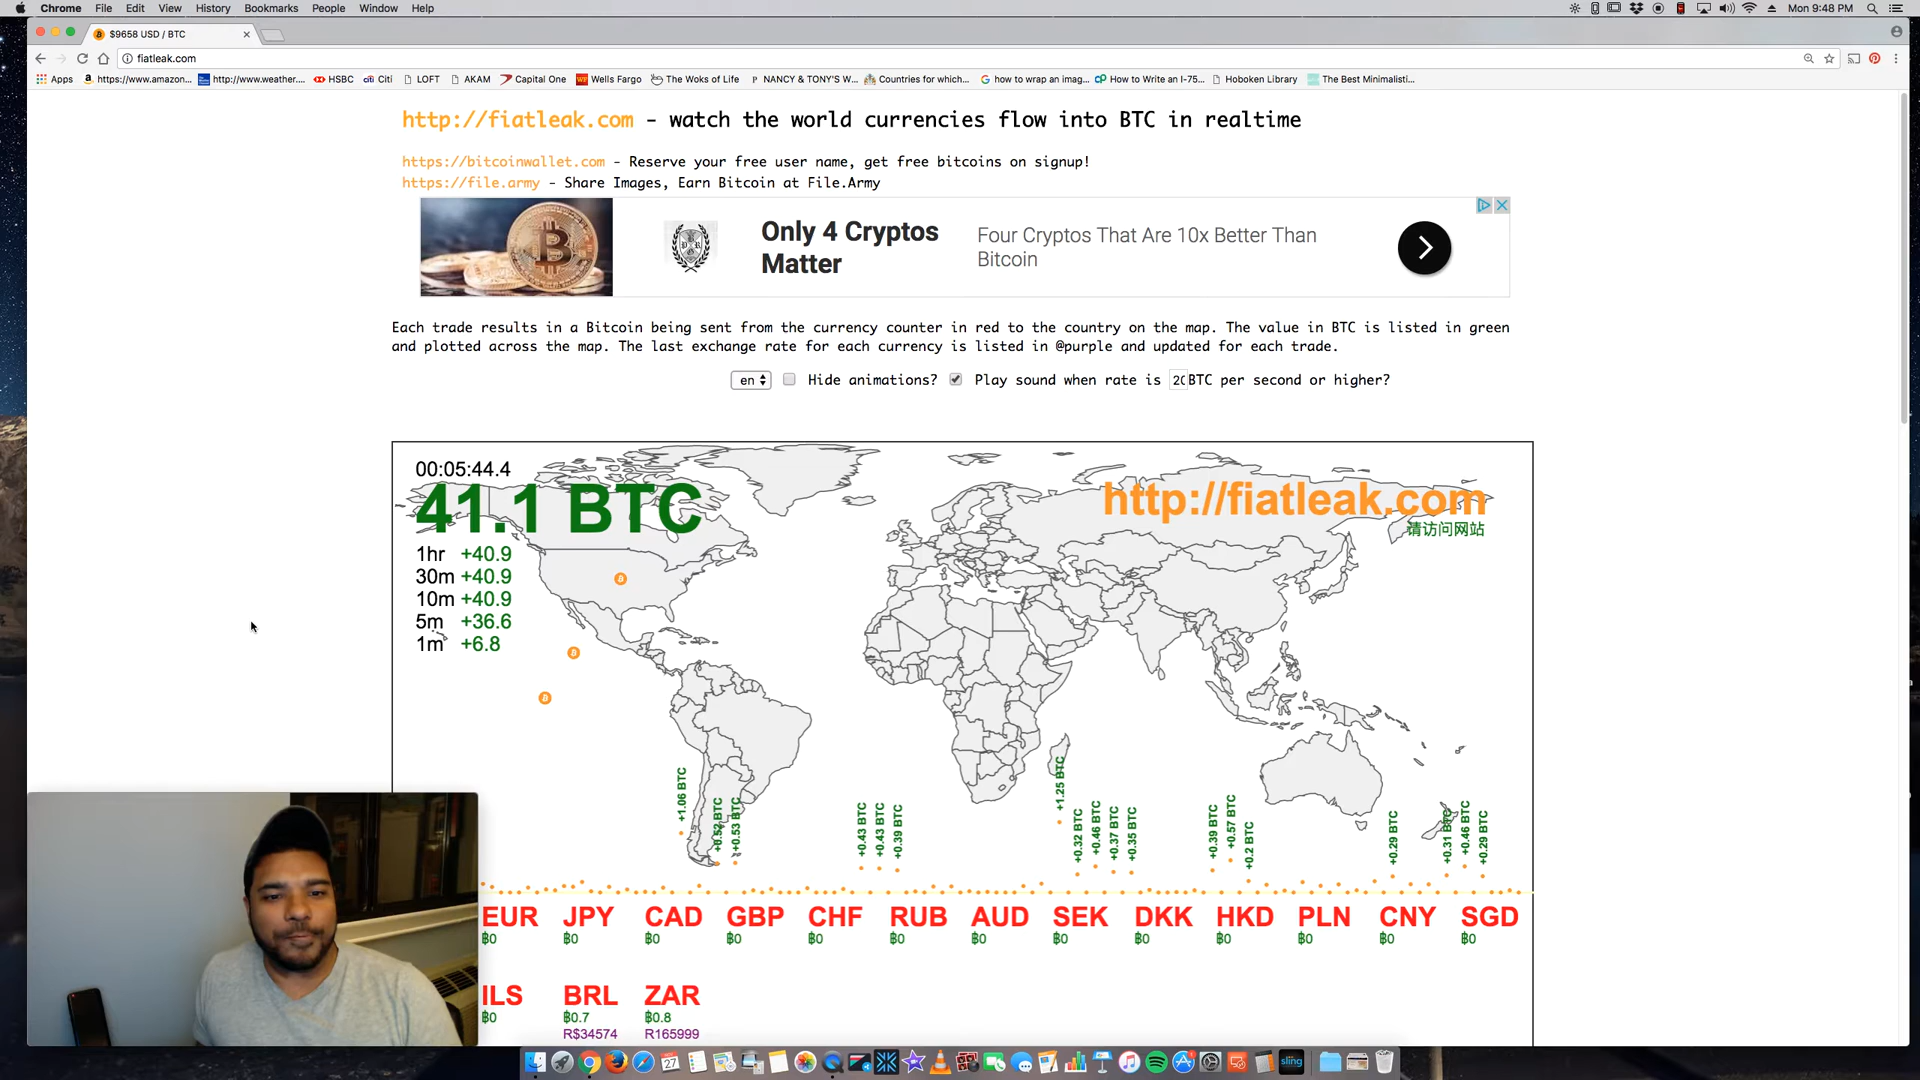 Chrome File Edit View History Bookmarks People Window Help
Mon 9:48 PM
$9658 USD / BTC
fiatleak.com
Apps https://www.amazon... http://www.weather.... HSBC Citi LOFT AKAM Capital One Wells Fargo The Woks of Life NANCY & TONY'S W... Countries for which... how to wrap an imag... How to Write an I-75... Hoboken Library The Best Minimalisti...
http://fiatleak.com - watch the world currencies flow into BTC in realtime
https://bitcoinwallet.com - Reserve your free user name, get free bitcoins on signup!
https://file.army - Share Images, Earn Bitcoin at File.Army
Only 4 Cryptos
Matter
Four Cryptos That Are 10x Better Than
Bitcoin
Each trade results in a Bitcoin being sent from the currency counter in red to the country on the map. The value in BTC is listed in green
and plotted across the map. The last exchange rate for each currency is listed in @purple and updated for each trade.
en Hide animations? Play sound when rate is 20 BTC per second or higher?
00:05:44.4
41.1 BTC
http://fiatleak.com
请访问网站
1hr +40.9
30m +40.9
10m +40.9
5m +36.6
1m +6.8
+1.06 BTC
+0.52 BTC
+0.53 BTC
+0.43 BTC
+0.43 BTC
+0.39 BTC
+1.25 BTC
+0.32 BTC
+0.46 BTC
+0.37 BTC
+0.35 BTC
+0.39 BTC
+0.57 BTC
+0.2 BTC
+0.29 BTC
+0.31 BTC
+0.46 BTC
+0.29 BTC
EUR JPY CAD GBP CHF RUB AUD SEK DKK HKD PLN CNY SGD
฿0 ฿0 ฿0 ฿0 ฿0 ฿0 ฿0 ฿0 ฿0 ฿0 ฿0 ฿0 ฿0
ILS BRL ZAR
฿0 ฿0.7 ฿0.8
R$34574 R165999
27
sling